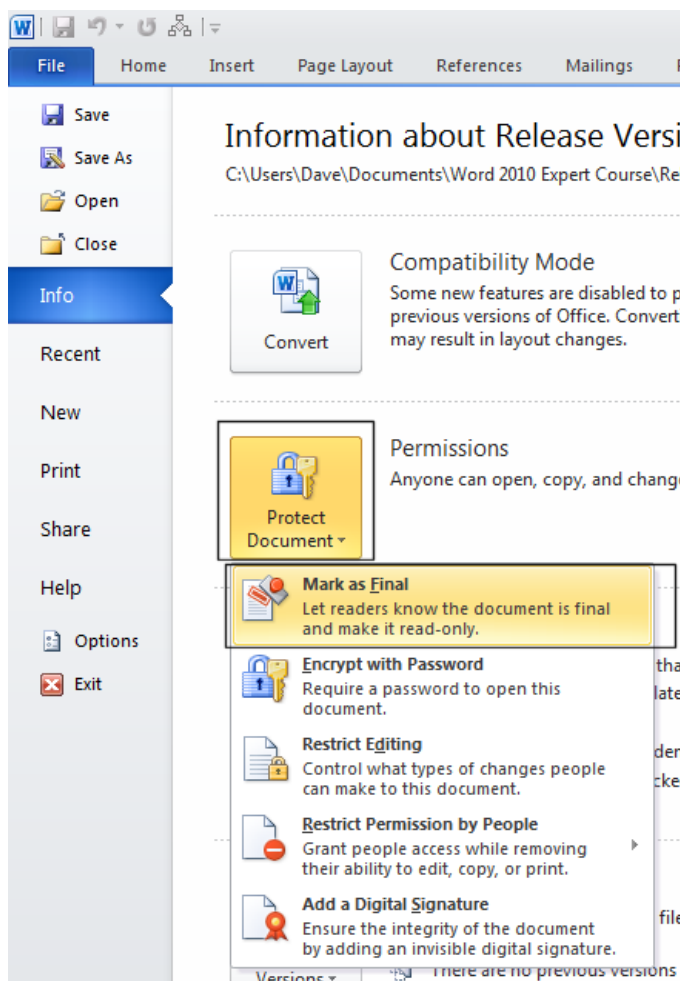 File Home Insert Page Layout References Mailings
Save
Save As
Open
Close
Info
Recent
New
Print
Share
Help
Options
Exit
Information about Release
C:\Users\Dave\Documents\Word 2010 Expert Course\
Convert
Compatibility Mode
Some new features are disabled to
previous versions of Office. Convert
may result in layout changes.
Protect
Document
Permissions
Anyone can open, copy, and
Mark as Final
Let readers know the document is final
and make it read-only.
Encrypt with Password
Require a password to open this
document.
Restrict Editing
Control what types of changes people
can make to this document.
Restrict Permission by People
Grant people access while removing
their ability to edit, copy, or print.
Add a Digital Signature
Ensure the integrity of the document
by adding an invisible digital signature.
Versions
There are no previous versions